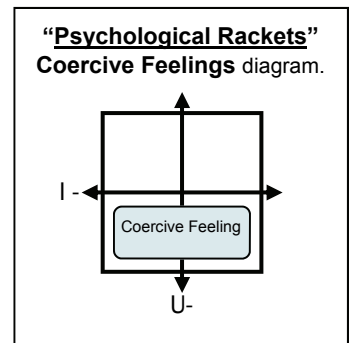 “Psychological Rackets”
Coercive Feelings diagram.
I -
Coercive Feeling
U-